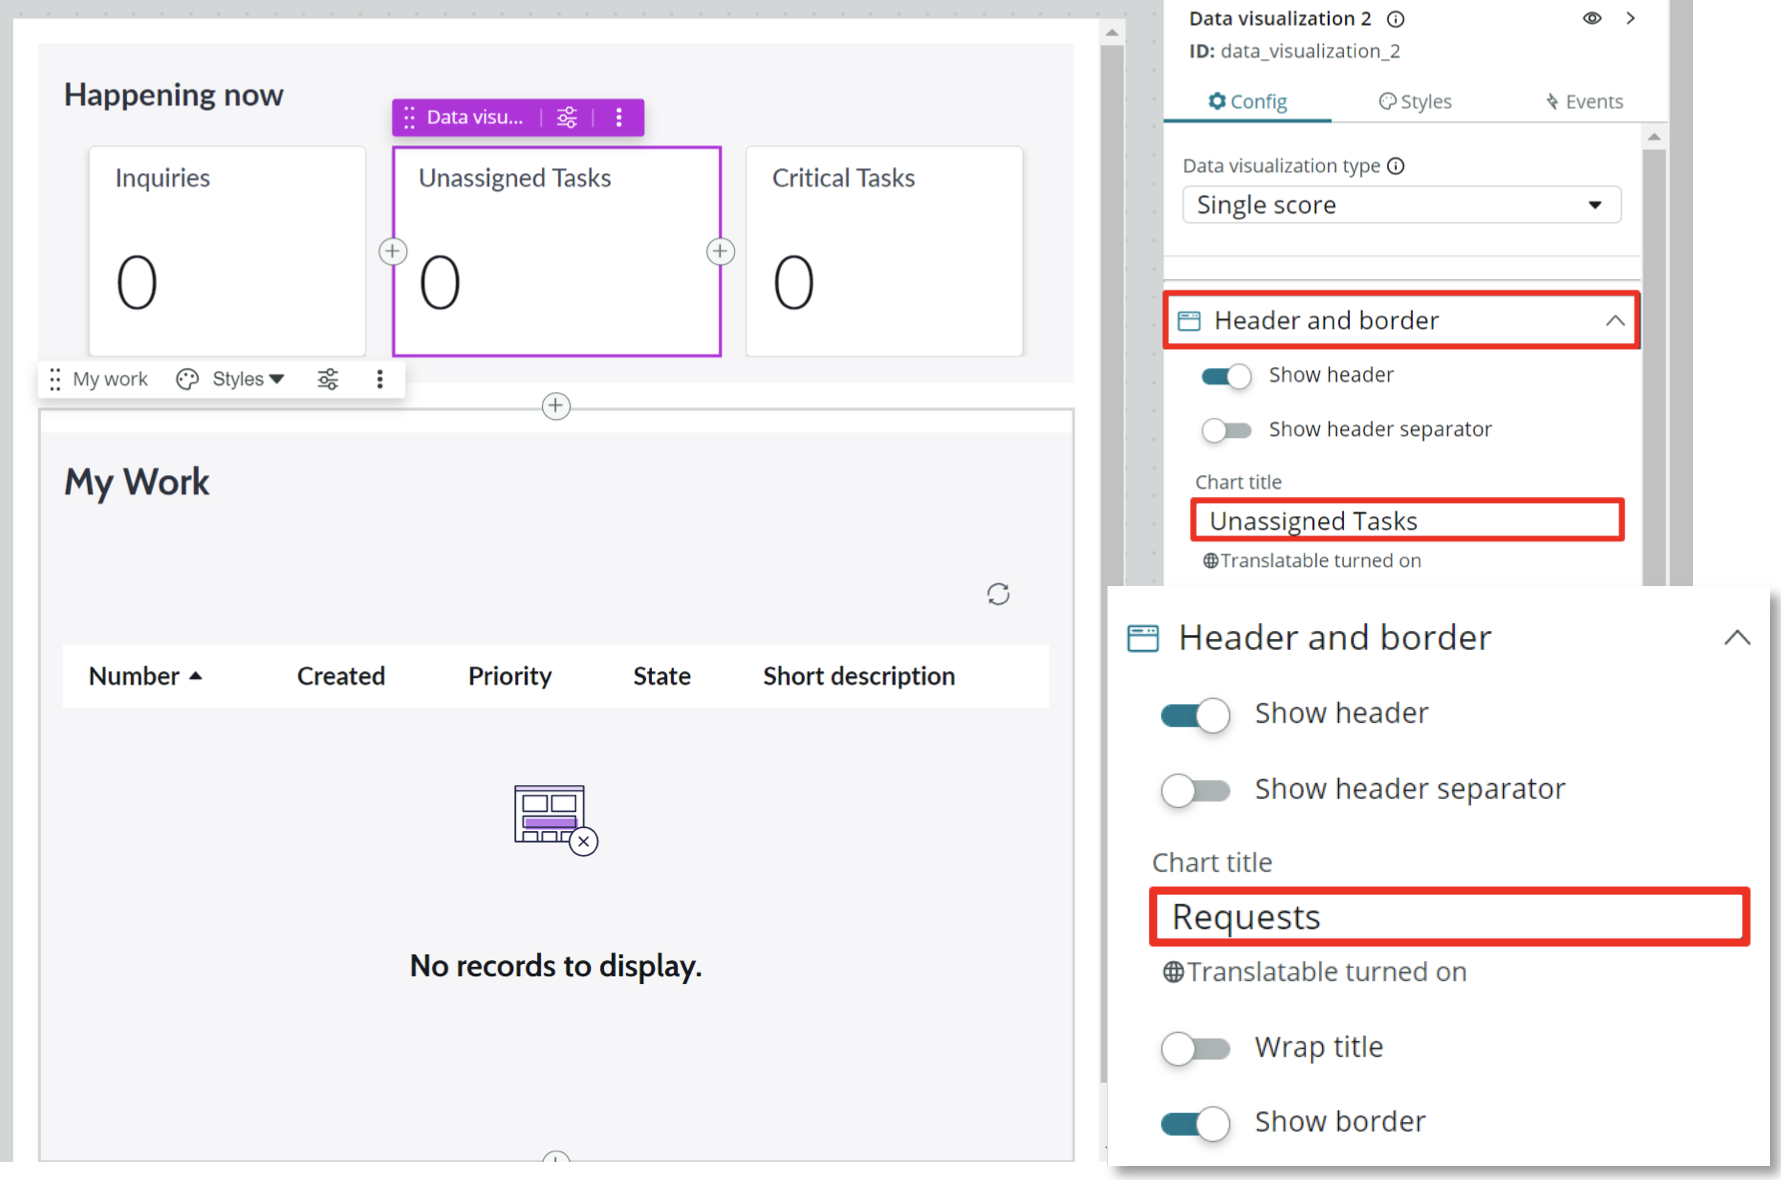 Happening now
Data visu...
Inquiries
0
Unassigned Tasks
0
Critical Tasks
0
My work
Styles
My Work
Number
Created
Priority
State
Short description
No records to display.
Data visualization 2
ID: data_visualization_2
Config
Styles
Events
Data visualization type
Single score
Header and border
Show header
Show header separator
Chart title
Unassigned Tasks
Translatable turned on
Header and border
Show header
Show header separator
Chart title
Requests
Translatable turned on
Wrap title
Show border